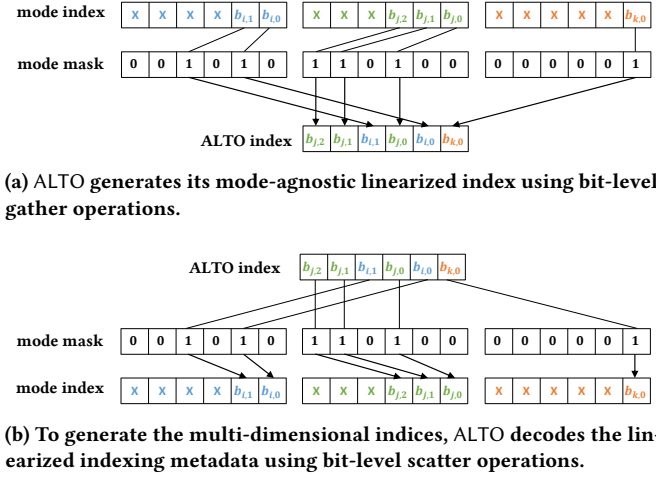 mode index x x x x b_{i,1} b_{i,0} x x x b_{j,2} b_{j,1} b_{j,0} x x x x x b_{k,0}
mode mask 0 0 1 0 1 0 1 1 0 1 0 0 0 0 0 0 0 1
ALTO index b_{j,2} b_{j,1} b_{i,1} b_{j,0} b_{i,0} b_{k,0}
(a) ALTO generates its mode-agnostic linearized index using bit-level
gather operations.
ALTO index b_{j,2} b_{j,1} b_{i,1} b_{j,0} b_{i,0} b_{k,0}
mode mask 0 0 1 0 1 0 1 1 0 1 0 0 0 0 0 0 0 1
mode index x x x x b_{i,1} b_{i,0} x x x b_{j,2} b_{j,1} b_{j,0} x x x x x b_{k,0}
(b) To generate the multi-dimensional indices, ALTO decodes the lin-
earized indexing metadata using bit-level scatter operations.